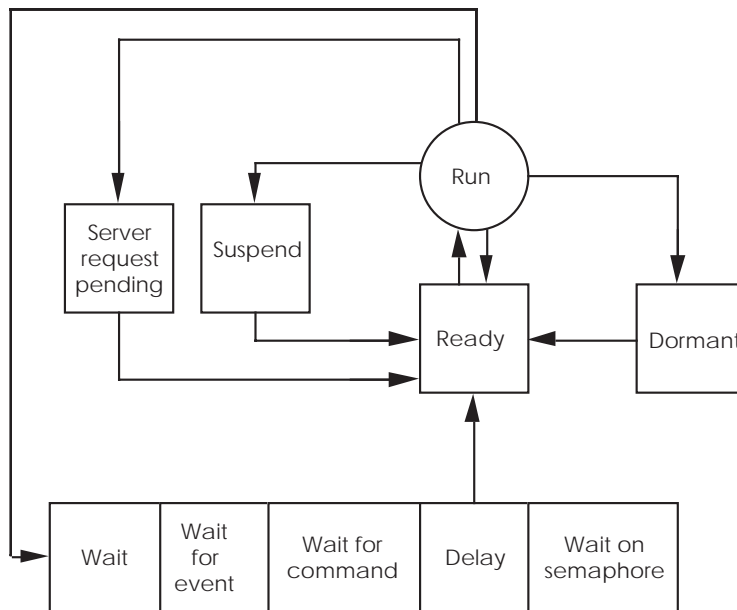 Run
Server
request
pending
Suspend
Ready
Dormant
Wait
Wait
for
event
Wait for
command
Delay
Wait on
semaphore